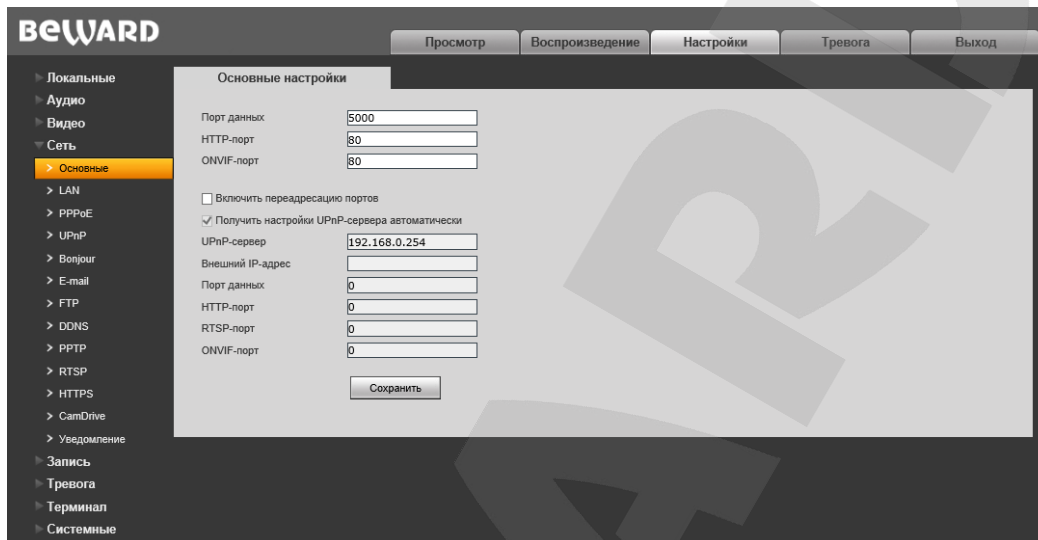 BEWARD
Просмотр
Воспроизведение
Настройки
Тревога
Выход
Локальные
Аудио
Видео
Сеть
Основные
LAN
PPPoE
UPnP
Bonjour
E-mail
FTP
DDNS
PPTP
RTSP
HTTPS
CamDrive
Уведомление
Запись
Тревога
Терминал
Системные
Основные настройки
Порт данных 5000
HTTP-порт 80
ONVIF-порт 80
Включить переадресацию портов
Получить настройки UPnP-сервера автоматически
UPnP-сервер 192.168.0.254
Внешний IP-адрес
Порт данных 0
HTTP-порт 0
RTSP-порт 0
ONVIF-порт 0
Сохранить